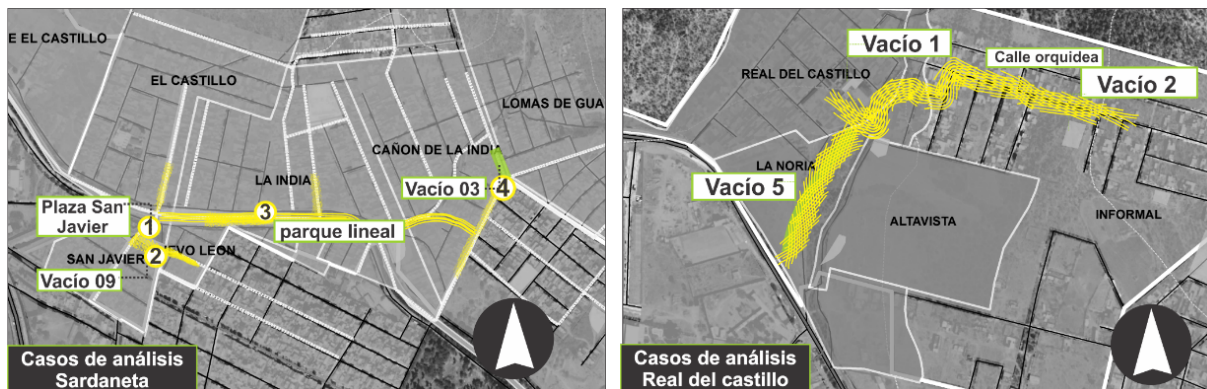 E EL CASTILLO
EL CASTILLO
LOMAS DE GUA
CAÑON DE LA INDIA
LA INDIA
Vacío 03
4
Plaza San
Javier
1
3
parque lineal
EVO LEON
SAN JAVIER
2
Vacío 09
Casos de análisis
Sardaneta
Vacío 1
Calle orquidea
REAL DEL CASTILLO
Vacío 2
LA NORIA
Vacío 5
ALTAVISTA
INFORMAL
Casos de análisis
Real del castillo